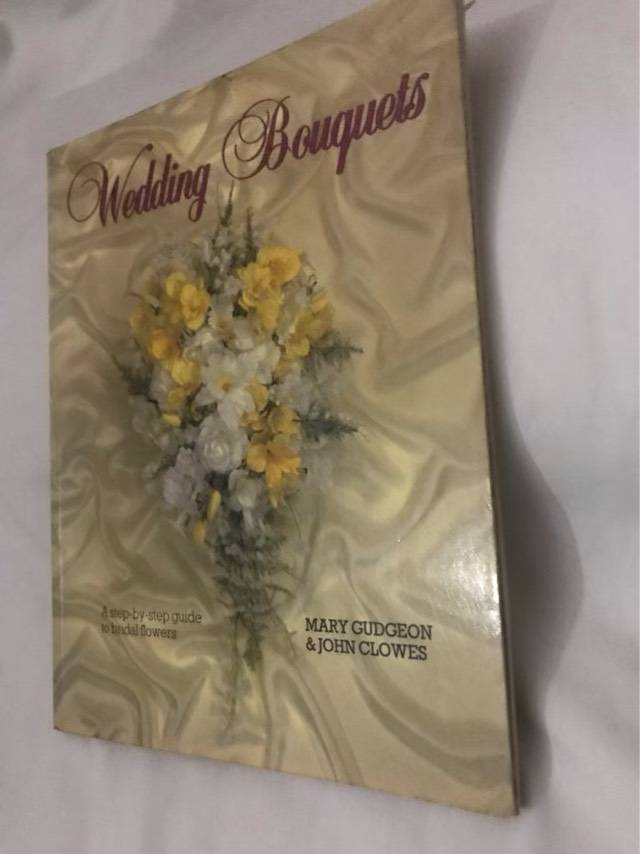 Wedding Bouquets
A step-by-step guide
to bridal flowers
MARY GUDGEON
& JOHN CLOWES